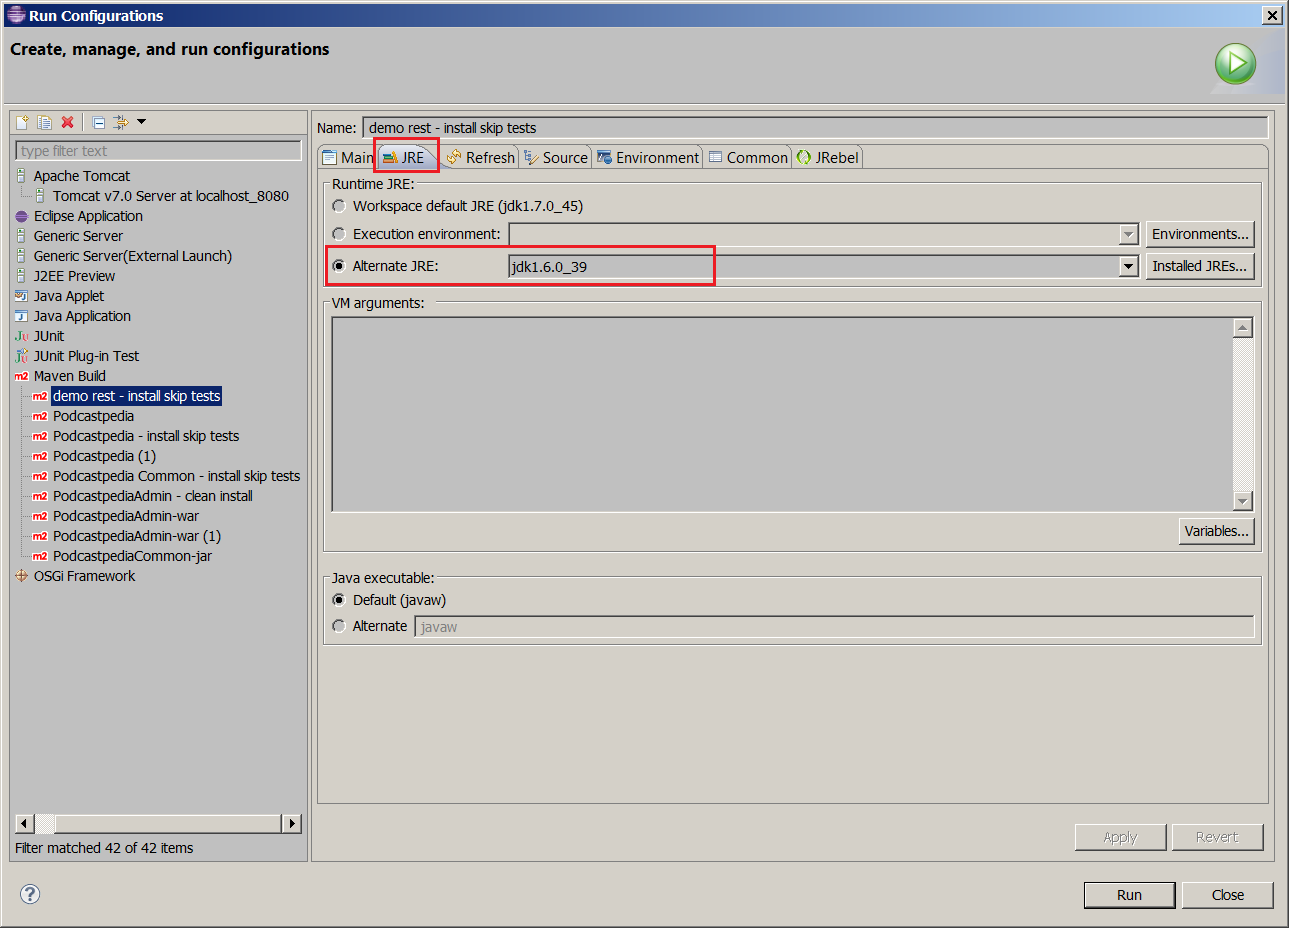 Run Configurations
Create, manage, and run configurations
type filter text
Apache Tomcat
Tomcat v7.0 Server at localhost_8080
Eclipse Application
Generic Server
Generic Server(External Launch)
J2EE Preview
Java Applet
Java Application
Ju JUnit
JUnit Plug-in Test
m2 Maven Build
m2 demo rest - install skip tests
m2 Podcastpedia
m2 Podcastpedia - install skip tests
m2 Podcastpedia (1)
m2 Podcastpedia Common - install skip tests
m2 PodcastpediaAdmin - clean install
m2 PodcastpediaAdmin-war
m2 PodcastpediaAdmin-war (1)
m2 PodcastpediaCommon-jar
OSGi Framework
Filter matched 42 of 42 items
Name: demo rest - install skip tests
Main JRE Refresh Source Environment Common JRebel
Runtime JRE:
Workspace default JRE (jdk1.7.0_45)
Execution environment: Environments...
Alternate JRE: jdk1.6.0_39 Installed JREs...
VM arguments:
Variables...
Java executable:
Default (javaw)
Alternate javaw
Apply Revert
? Run Close